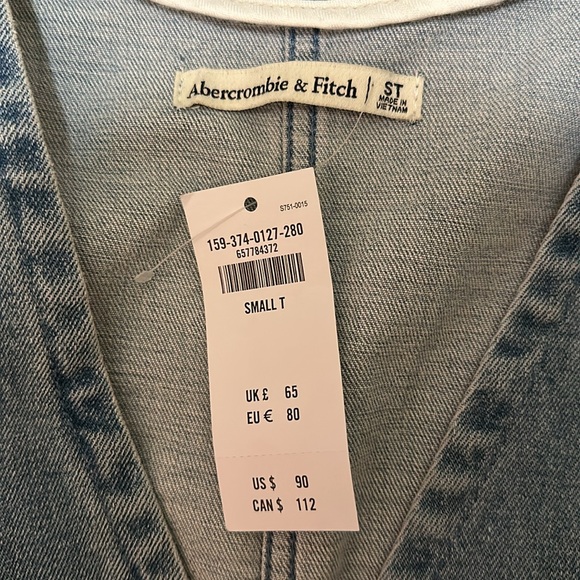 Abercrombie & Fitch
ST
MADE IN
VIETNAM
S751-0015
159-374-0127-280
657784372
SMALL T
UK £ 65
EU € 80
US $ 90
CAN $ 112